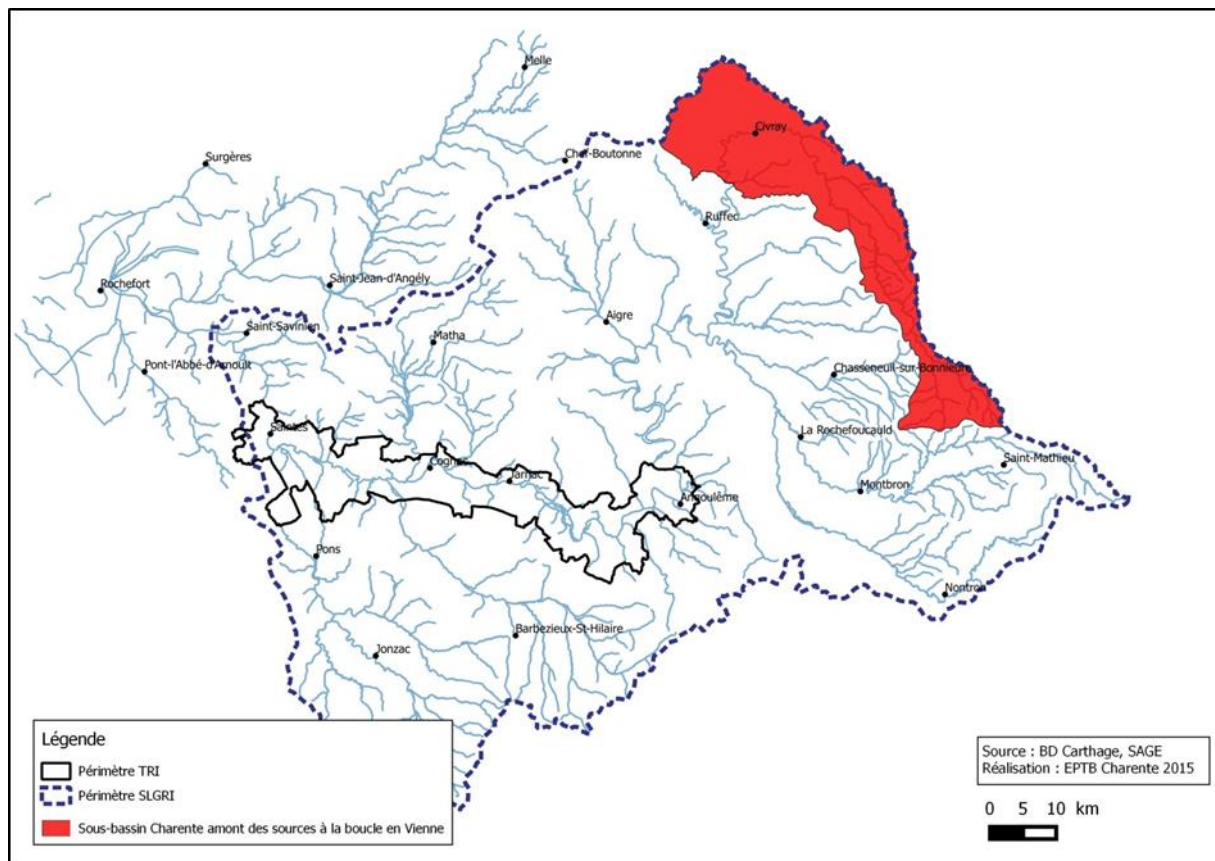 Melle
Civray
Surgères
Chef-Boutonne
Ruffec
Rochefort
Saint-Jean-d'Angély
Aigre
Saint-Savinien
Matha
Pont-l'Abbé-d'Arnoult
Chasseneuil-sur-Bonnieure
Saintes
La Rochefoucauld
Cognac
Saint-Mathieu
Jarnac
Montbron
Angoulême
Pons
Nontron
Barbezieux-St-Hilaire
Jonzac
Légende
Périmètre TRI
Périmètre SLGRI
Sous-bassin Charente amont des sources à la boucle en Vienne
Source : BD Carthage, SAGE
Réalisation : EPTB Charente 2015
0 5 10 km